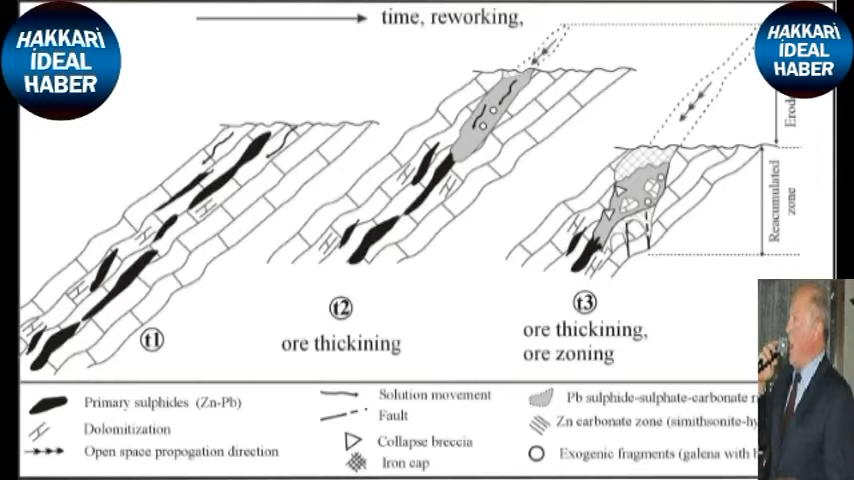 HAKKARİ
İDEAL
HABER
time, reworking,
HAKKARİ
İDEAL
HABER
Reacumulated
zone
t1
t2
ore thickining
t3
ore thickining,
ore zoning
Primary sulphides (Zn-Pb)
Dolomitization
Open space propogation direction
Solution movement
Fault
Collapse breccia
Iron cap
Pb sulphide-sulphate-carbonate
Zn carbonate zone (simithsonite-hy
Exogenic fragments (galena with